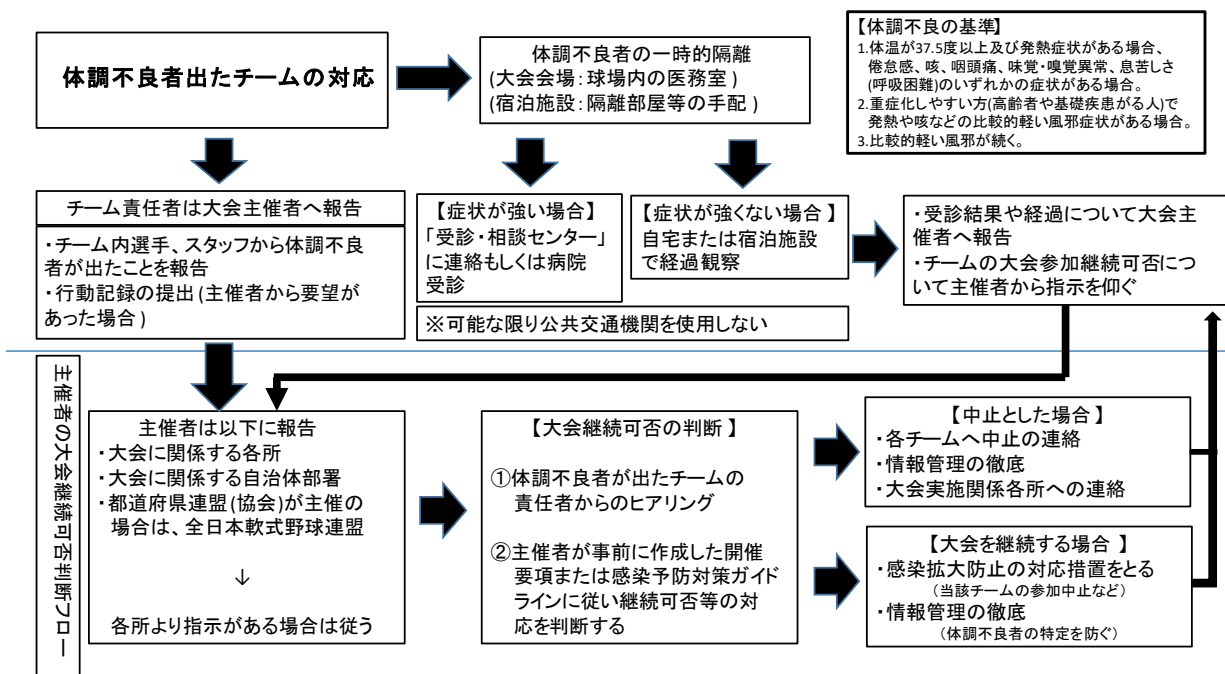 体調不良者出たチームの対応
体調不良者の一時的隔離
(大会会場：球場内の医務室)
(宿泊施設：隔離部屋等の手配)
【体調不良の基準】
1.体温が37.5度以上及び発熱症状がある場合、
倦怠感、咳、咽頭痛、味覚・嗅覚異常、息苦しさ
(呼吸困難)のいずれかの症状がある場合。
2.重症化しやすい方(高齢者や基礎疾患がる人)で
発熱や咳などの比較的軽い風邪症状がある場合。
3.比較的軽い風邪が続く。
チーム責任者は大会主催者へ報告
・チーム内選手、スタッフから体調不良
者が出たことを報告
・行動記録の提出(主催者から要望が
あった場合)
【症状が強い場合】
「受診・相談センター」
に連絡もしくは病院
受診
【症状が強くない場合】
自宅または宿泊施設
で経過観察
※可能な限り公共交通機関を使用しない
・受診結果や経過について大会主
催者へ報告
・チームの大会参加継続可否につ
いて主催者から指示を仰ぐ
主催者の大会継続可否判断フロー
主催者は以下に報告
・大会に関係する各所
・大会に関係する自治体部署
・都道府県連盟(協会)が主催の
場合は、全日本軟式野球連盟
↓
各所より指示がある場合は従う
【大会継続可否の判断】
①体調不良者が出たチームの
責任者からのヒアリング
②主催者が事前に作成した開催
要項または感染予防対策ガイド
ラインに従い継続可否等の対
応を判断する
【中止とした場合】
・各チームへ中止の連絡
・情報管理の徹底
・大会実施関係各所への連絡
【大会を継続する場合】
・感染拡大防止の対応措置をとる
(当該チームの参加中止など)
・情報管理の徹底
(体調不良者の特定を防ぐ)